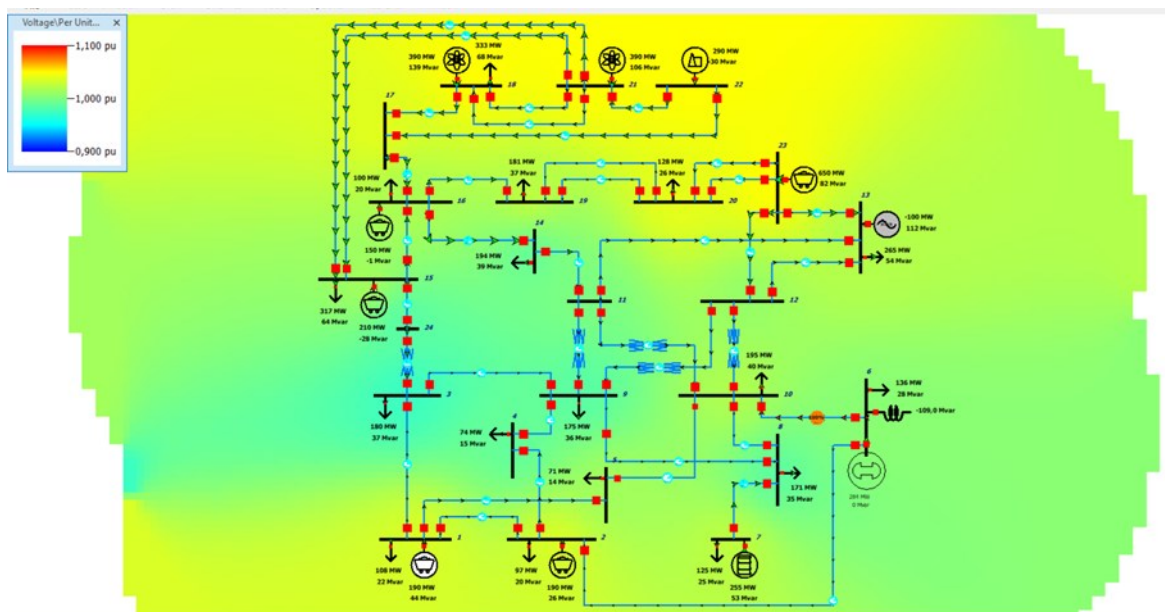 Voltage\Per Unit...
1,100 pu
1,000 pu
0,900 pu
333 MW
68 Mvar
390 MW
139 Mvar
18
390 MW
106 Mvar
21
290 MW
-30 Mvar
22
17
100 MW
20 Mvar
16
150 MW
-1 Mvar
181 MW
37 Mvar
19
128 MW
26 Mvar
20
23
650 MW
82 Mvar
13
-100 MW
112 Mvar
265 MW
54 Mvar
14
194 MW
39 Mvar
15
317 MW
64 Mvar
210 MW
-28 Mvar
24
11
12
3
180 MW
37 Mvar
9
175 MW
36 Mvar
195 MW
40 Mvar
10
6
136 MW
28 Mvar
-109,0 Mvar
0 Mvar
4
74 MW
15 Mvar
71 MW
14 Mvar
8
171 MW
35 Mvar
1
108 MW
22 Mvar
190 MW
44 Mvar
2
97 MW
20 Mvar
190 MW
26 Mvar
7
125 MW
25 Mvar
255 MW
53 Mvar